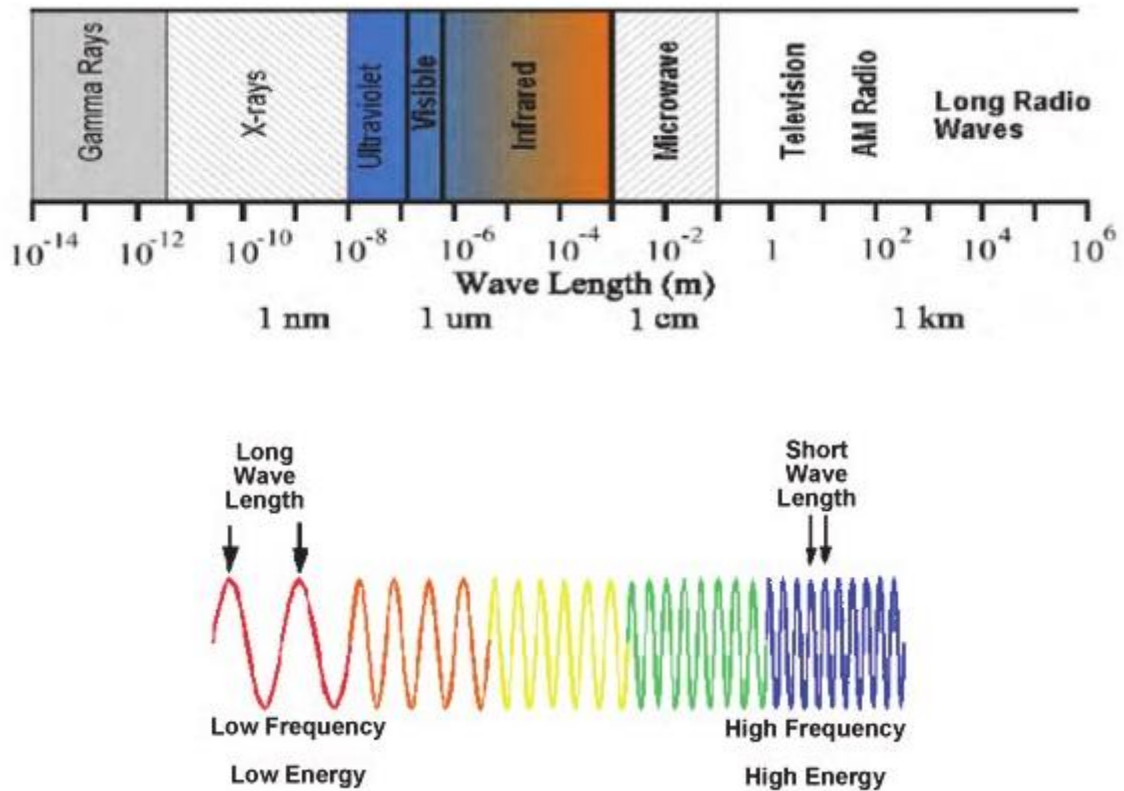 Gamma Rays
X-rays
Ultraviolet
Visible
Infrared
Microwave
Television
AM Radio
Long Radio
Waves
10-14 10-12 10-10 10-8 10-6 10-4 10-2 1 102 104 106
Wave Length (m)
1 nm 1 um 1 cm 1 km
Long
Wave
Length
Short
Wave
Length
Low Frequency
High Frequency
Low Energy
High Energy